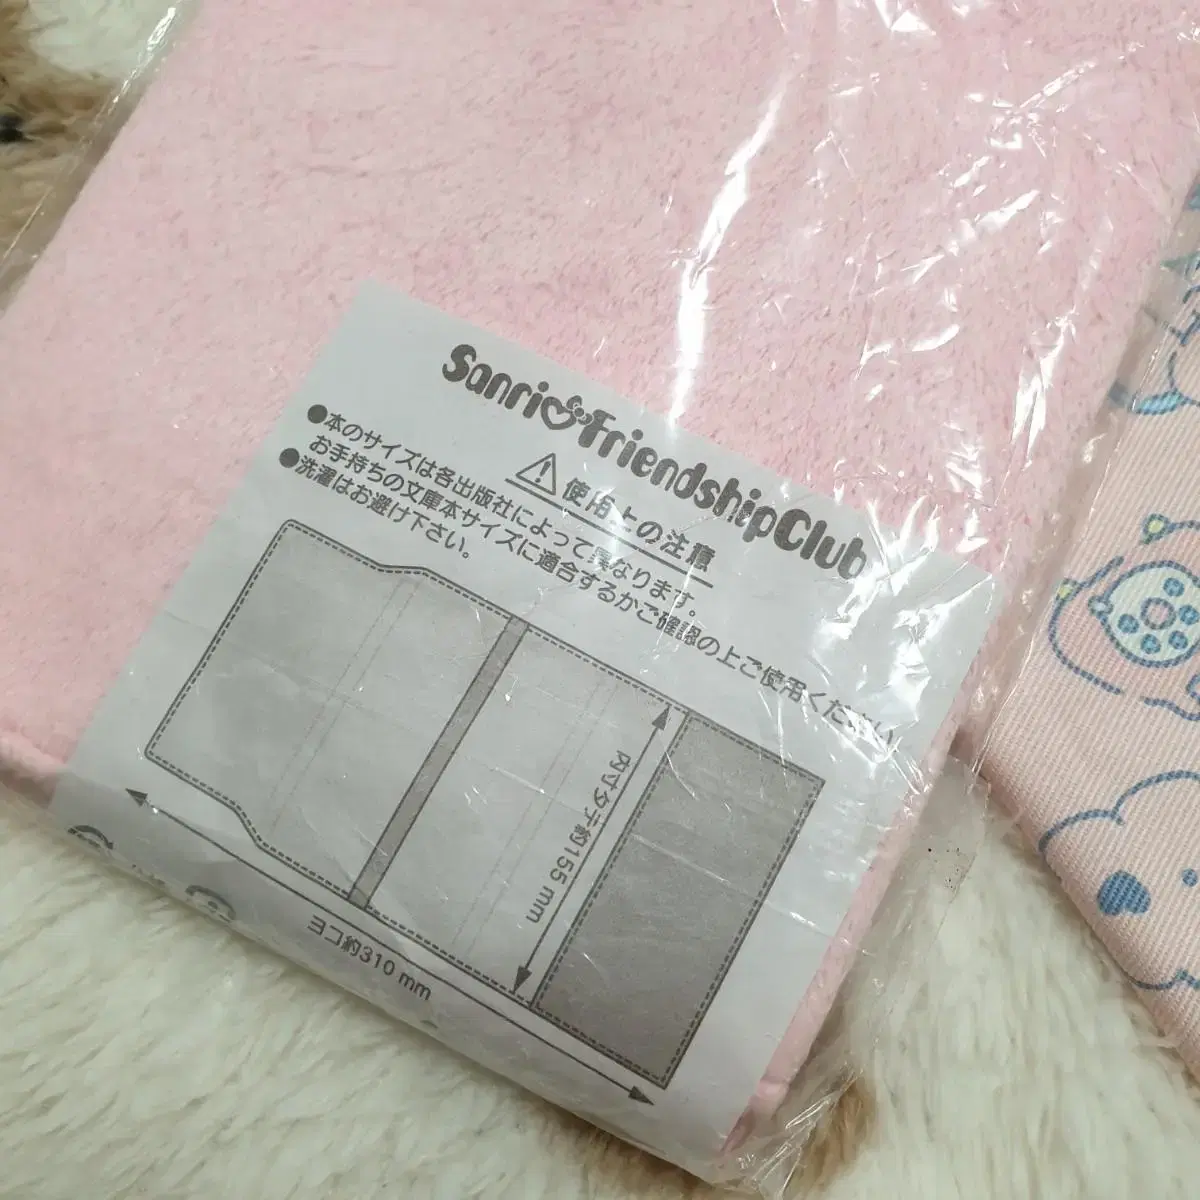 Sanrio Friendship Club
⚠使用上の注意
●本のサイズは各出版社によって異なります。
お手持ちの文庫本サイズに適合するかご確認の上ご使用ください。
●洗濯はお避け下さい。
内寸タテ約155 mm
ヨコ約310 mm